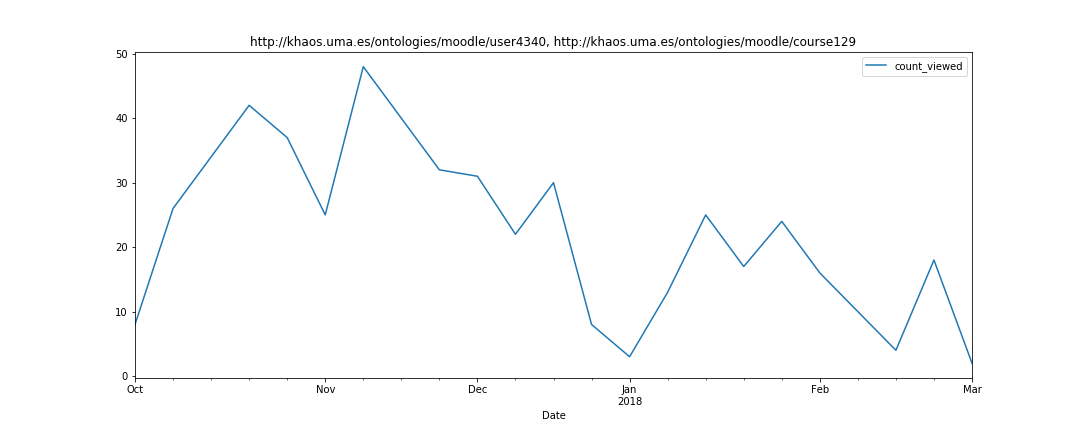 http://khaos.uma.es/ontologies/moodle/user4340, http://khaos.uma.es/ontologies/moodle/course129
count_viewed
50
40
30
20
10
0
Oct Nov Dec Jan Feb Mar
2018
Date